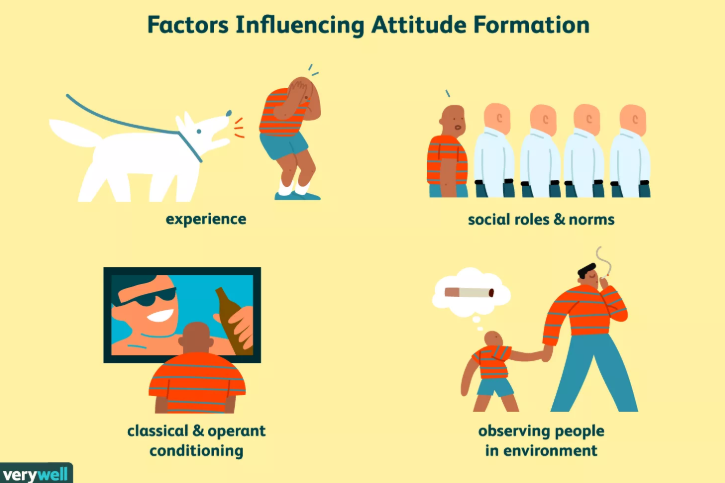 Factors Influencing Attitude Formation
experience
social roles & norms
classical & operant
conditioning
observing people
in environment
verywell